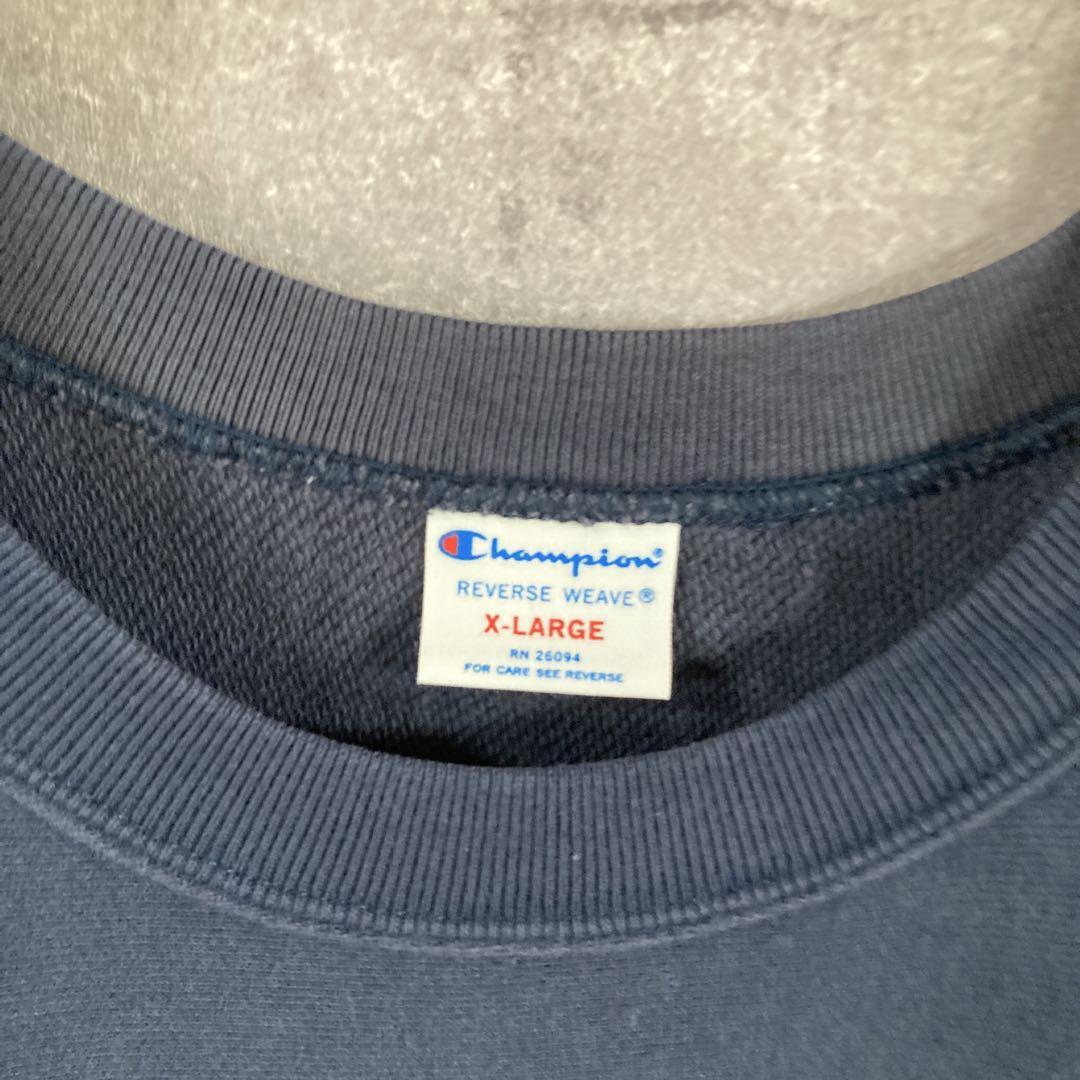 Champion®
REVERSE WEAVE®
X-LARGE
RN 26094
FOR CARE SEE REVERSE